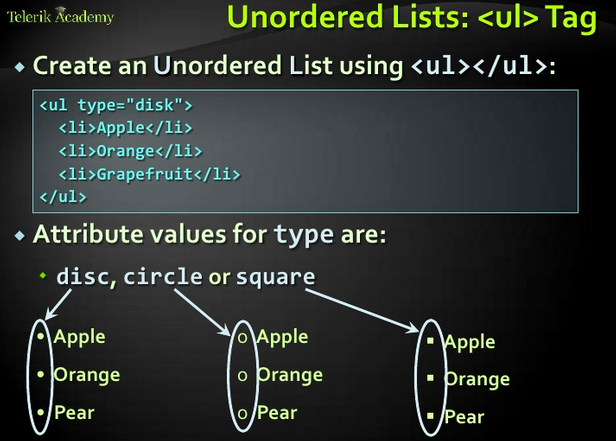 Telerik Academy
Unordered Lists: <ul> Tag
Create an Unordered List using <ul></ul>:
<ul type="disk">
<li>Apple</li>
<li>Orange</li>
<li>Grapefruit</li>
</ul>
Attribute values for type are:
disc, circle or square
• Apple o Apple ▪ Apple
• Orange o Orange ▪ Orange
• Pear o Pear ▪ Pear